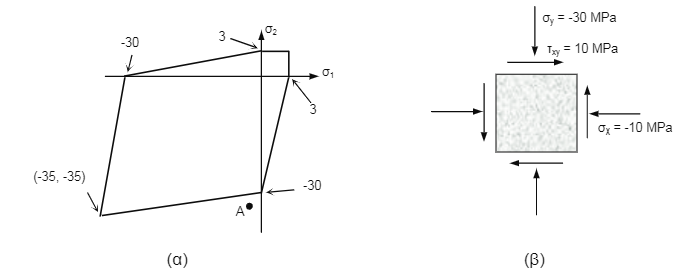 σ2
3
-30
σ1
3
(-35, -35)
-30
A
(α)
σy = -30 MPa
τxy = 10 MPa
σx = -10 MPa
(β)